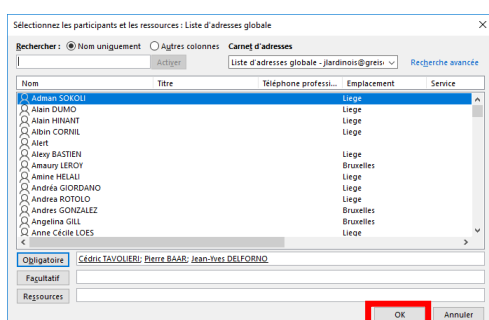 Sélectionnez les participants et les ressources : Liste d'adresses globale
Rechercher : Nom uniquement Autres colonnes Carnet d'adresses
Activer Liste d'adresses globale - jlardinois@greis Recherche avancée
Nom Titre Téléphone professi... Emplacement Service
Adman SOKOLI Liege
Alain DUMO Liege
Alain HINANT Liege
Albin CORNIL Liege
Alert
Alexy BASTIEN Liege
Amaury LEROY Bruxelles
Amine HELALI Liege
Andréa GIORDANO Liege
Andrea ROTOLO Liege
Andres GONZALEZ Bruxelles
Angelina GILL Bruxelles
Anne Cécile LOES Liege
Obligatoire Cédric TAVOLIERI; Pierre BAAR; Jean-Yves DELFORNO
Facultatif
Ressources
OK Annuler